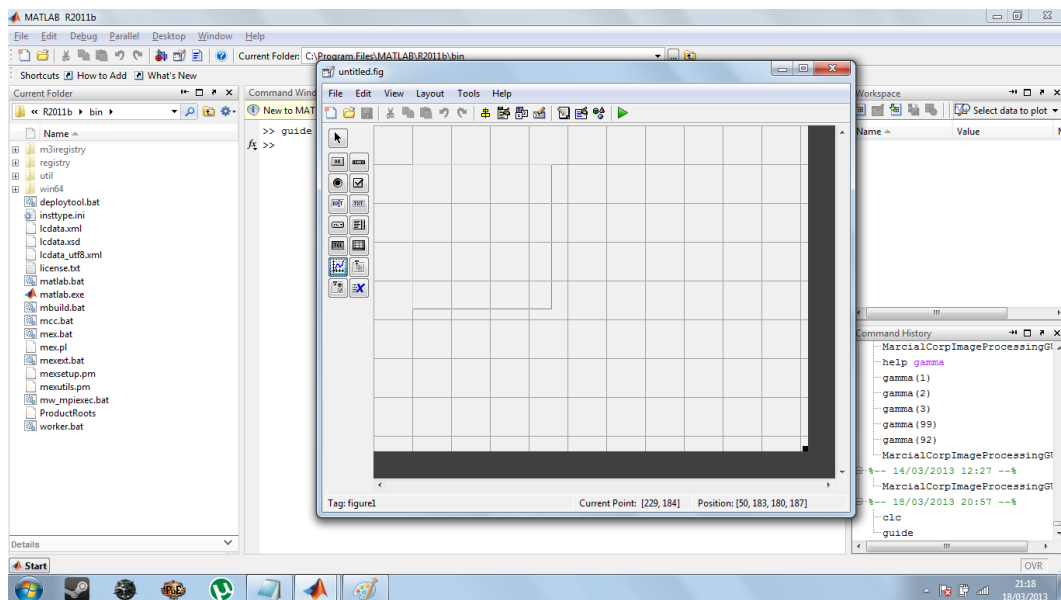 MATLAB R2011b
File Edit Debug Parallel Desktop Window Help
Current Folder: C:\Program Files\MATLAB\R2011b\bin
Shortcuts How to Add What's New
Current Folder
« R2011b bin
Name
m3iregistry
registry
util
win64
deploytool.bat
insttype.ini
lcdata.xml
lcdata.xsd
lcdata_utf8.xml
license.txt
matlab.bat
matlab.exe
mbuild.bat
mcc.bat
mex.bat
mex.pl
mexext.bat
mexsetup.pm
mexutils.pm
mw_mpiexec.bat
ProductRoots
worker.bat
Details
Command Wind
New to MAT
>> guide
fx >>
untitled.fig
File Edit View Layout Tools Help
OK
EDIT TXT
TGL
X
Tag: figure1
Current Point: [229, 184]
Position: [50, 183, 180, 187]
Workspace
Select data to plot
Name Value
Command History
MarcialCorpImageProcessingGU
help gamma
gamma(1)
gamma(2)
gamma(3)
gamma(99)
gamma(92)
MarcialCorpImageProcessingGU
%-- 14/03/2013 12:27 --%
MarcialCorpImageProcessingGU
%-- 18/03/2013 20:57 --%
clc
guide
Start
OVR
PoE
21:18
18/03/2013